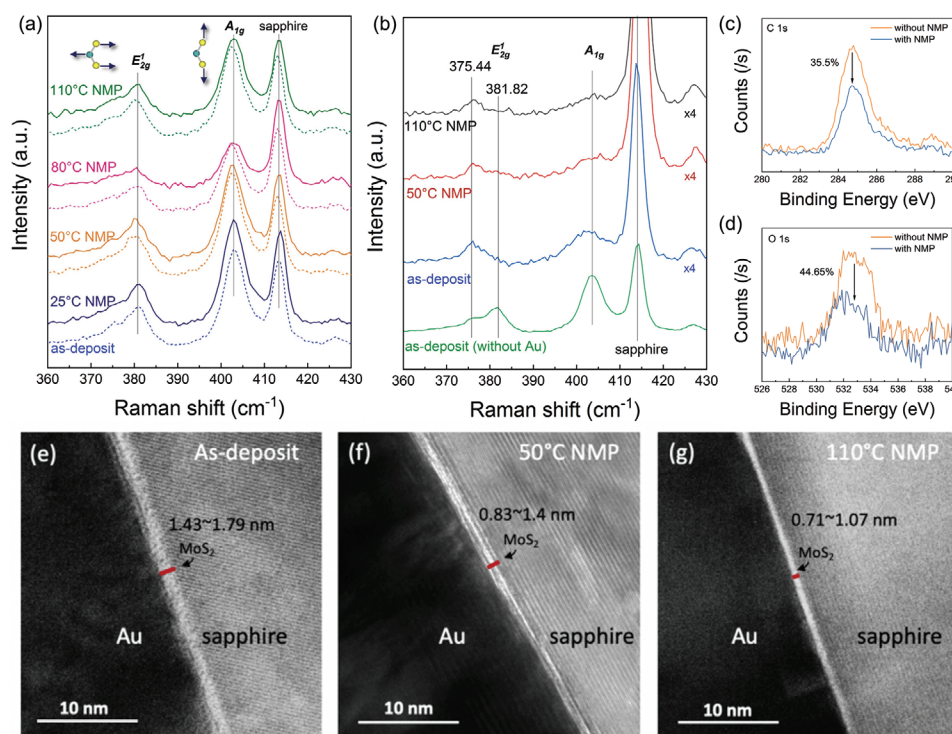 (a)
A1g
sapphire
E¹2g
110°C NMP
80°C NMP
50°C NMP
25°C NMP
as-deposit
Intensity (a.u.)
360 370 380 390 400 410 420 430
Raman shift (cm⁻¹)
(b)
E¹2g
A1g
375.44
381.82
110°C NMP
x4
50°C NMP
x4
as-deposit
x4
as-deposit (without Au)
sapphire
Intensity (a.u.)
360 370 380 390 400 410 420 430
Raman shift (cm⁻¹)
(c)
C 1s
without NMP
with NMP
35.5%
Counts (/s)
280 282 284 286 288 290
Binding Energy (eV)
(d)
O 1s
without NMP
with NMP
44.65%
Counts (/s)
526 528 530 532 534 536 538
Binding Energy (eV)
(e)
As-deposit
1.43~1.79 nm
MoS₂
Au
sapphire
10 nm
(f)
50°C NMP
0.83~1.4 nm
MoS₂
Au
sapphire
10 nm
(g)
110°C NMP
0.71~1.07 nm
MoS₂
Au
sapphire
10 nm